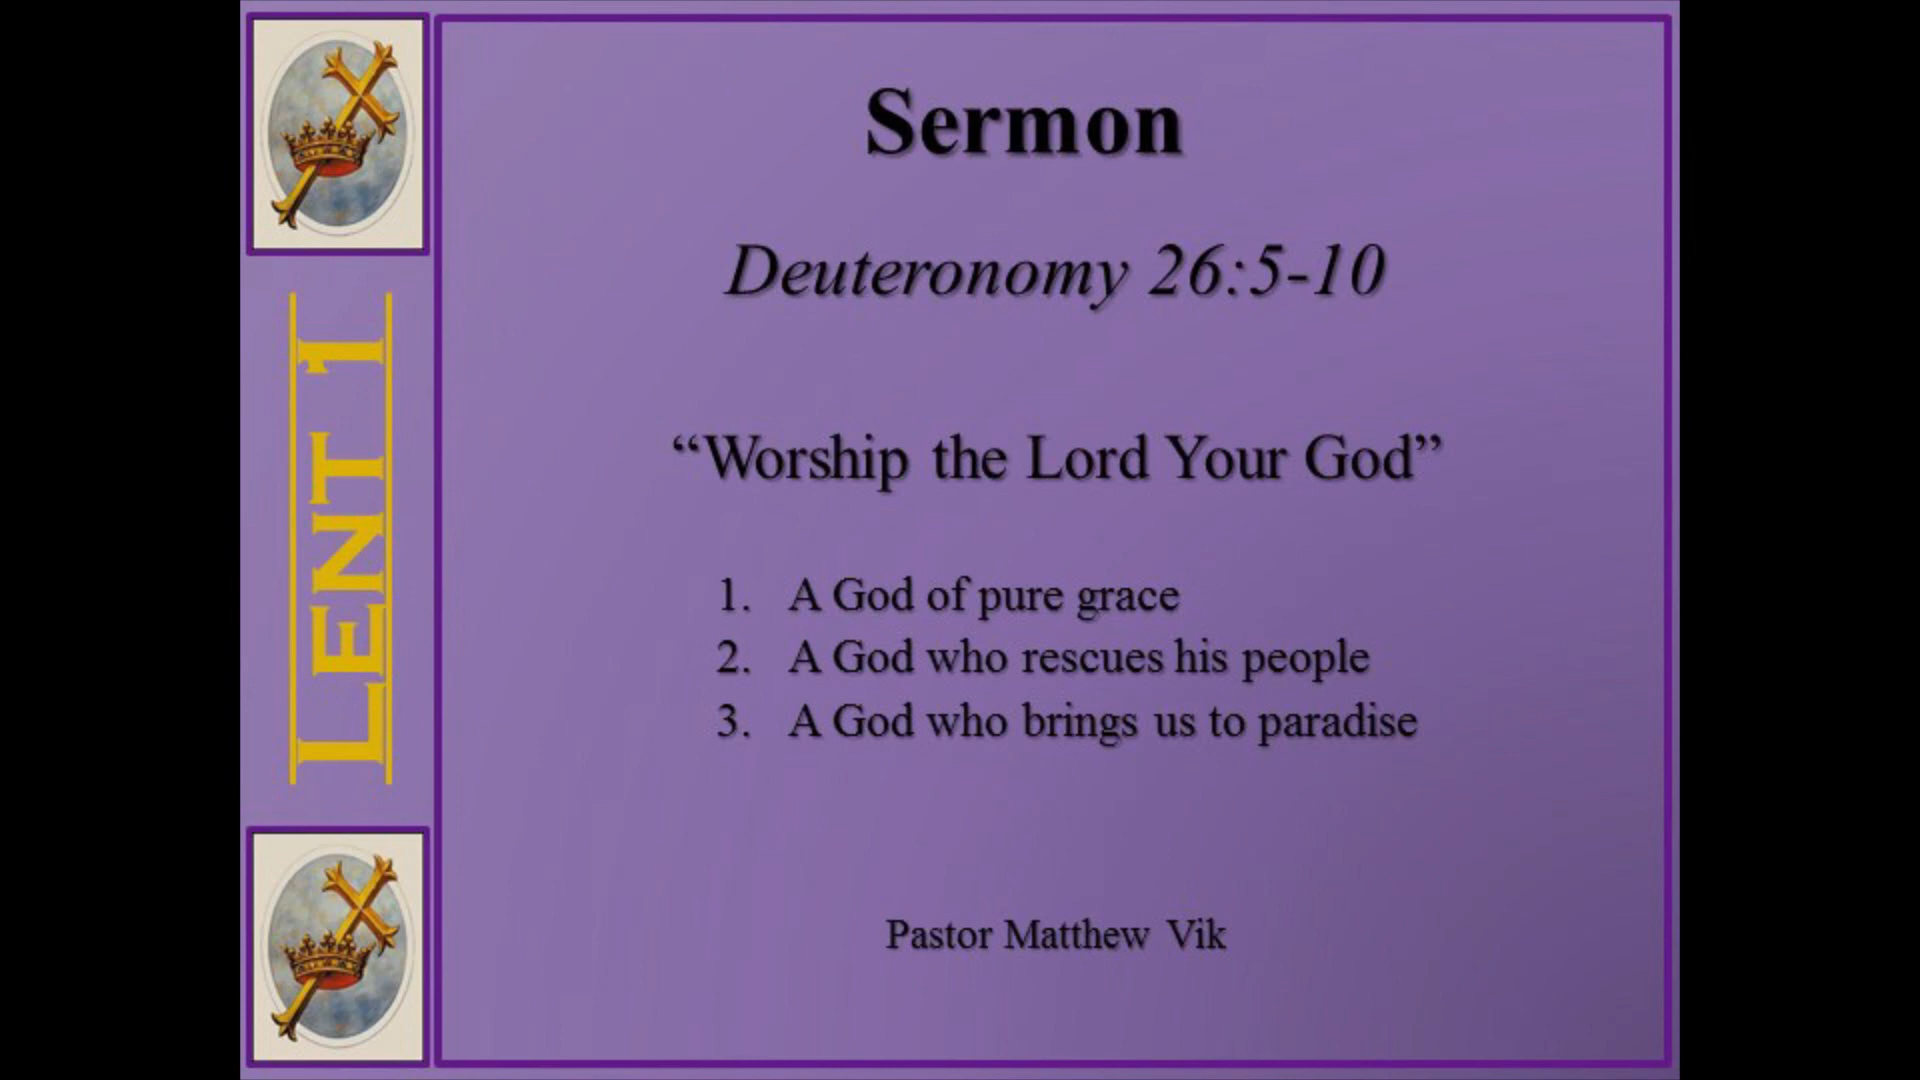 Sermon
Deuteronomy 26:5-10
“Worship the Lord Your God”
1. A God of pure grace
2. A God who rescues his people
3. A God who brings us to paradise
Pastor Matthew Vik
LENT 1